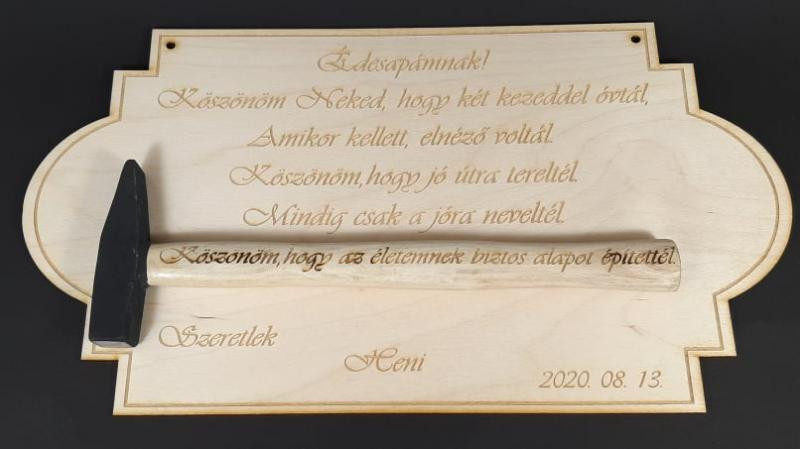 Édesapámnak!
Köszönöm Neked, hogy két kezeddel óvtál,
Amikor kellett, elnéző voltál.
Köszönöm, hogy jó útra tereltél.
Mindig csak a jóra neveltél.
Köszönöm, hogy az életemnek biztos alapot építettél.
Szeretlek
Heni
2020. 08. 13.